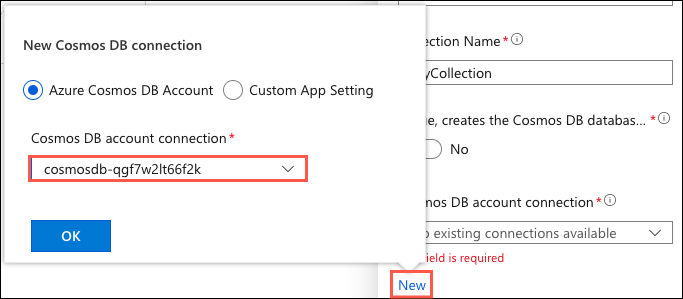 New Cosmos DB connection
Azure Cosmos DB Account
Custom App Setting
Cosmos DB account connection *
cosmosdb-qgf7w2lt66f2k
OK
ection Name *
yCollection
e, creates the Cosmos DB databas... *
No
mos DB account connection *
o existing connections available
ield is required
New